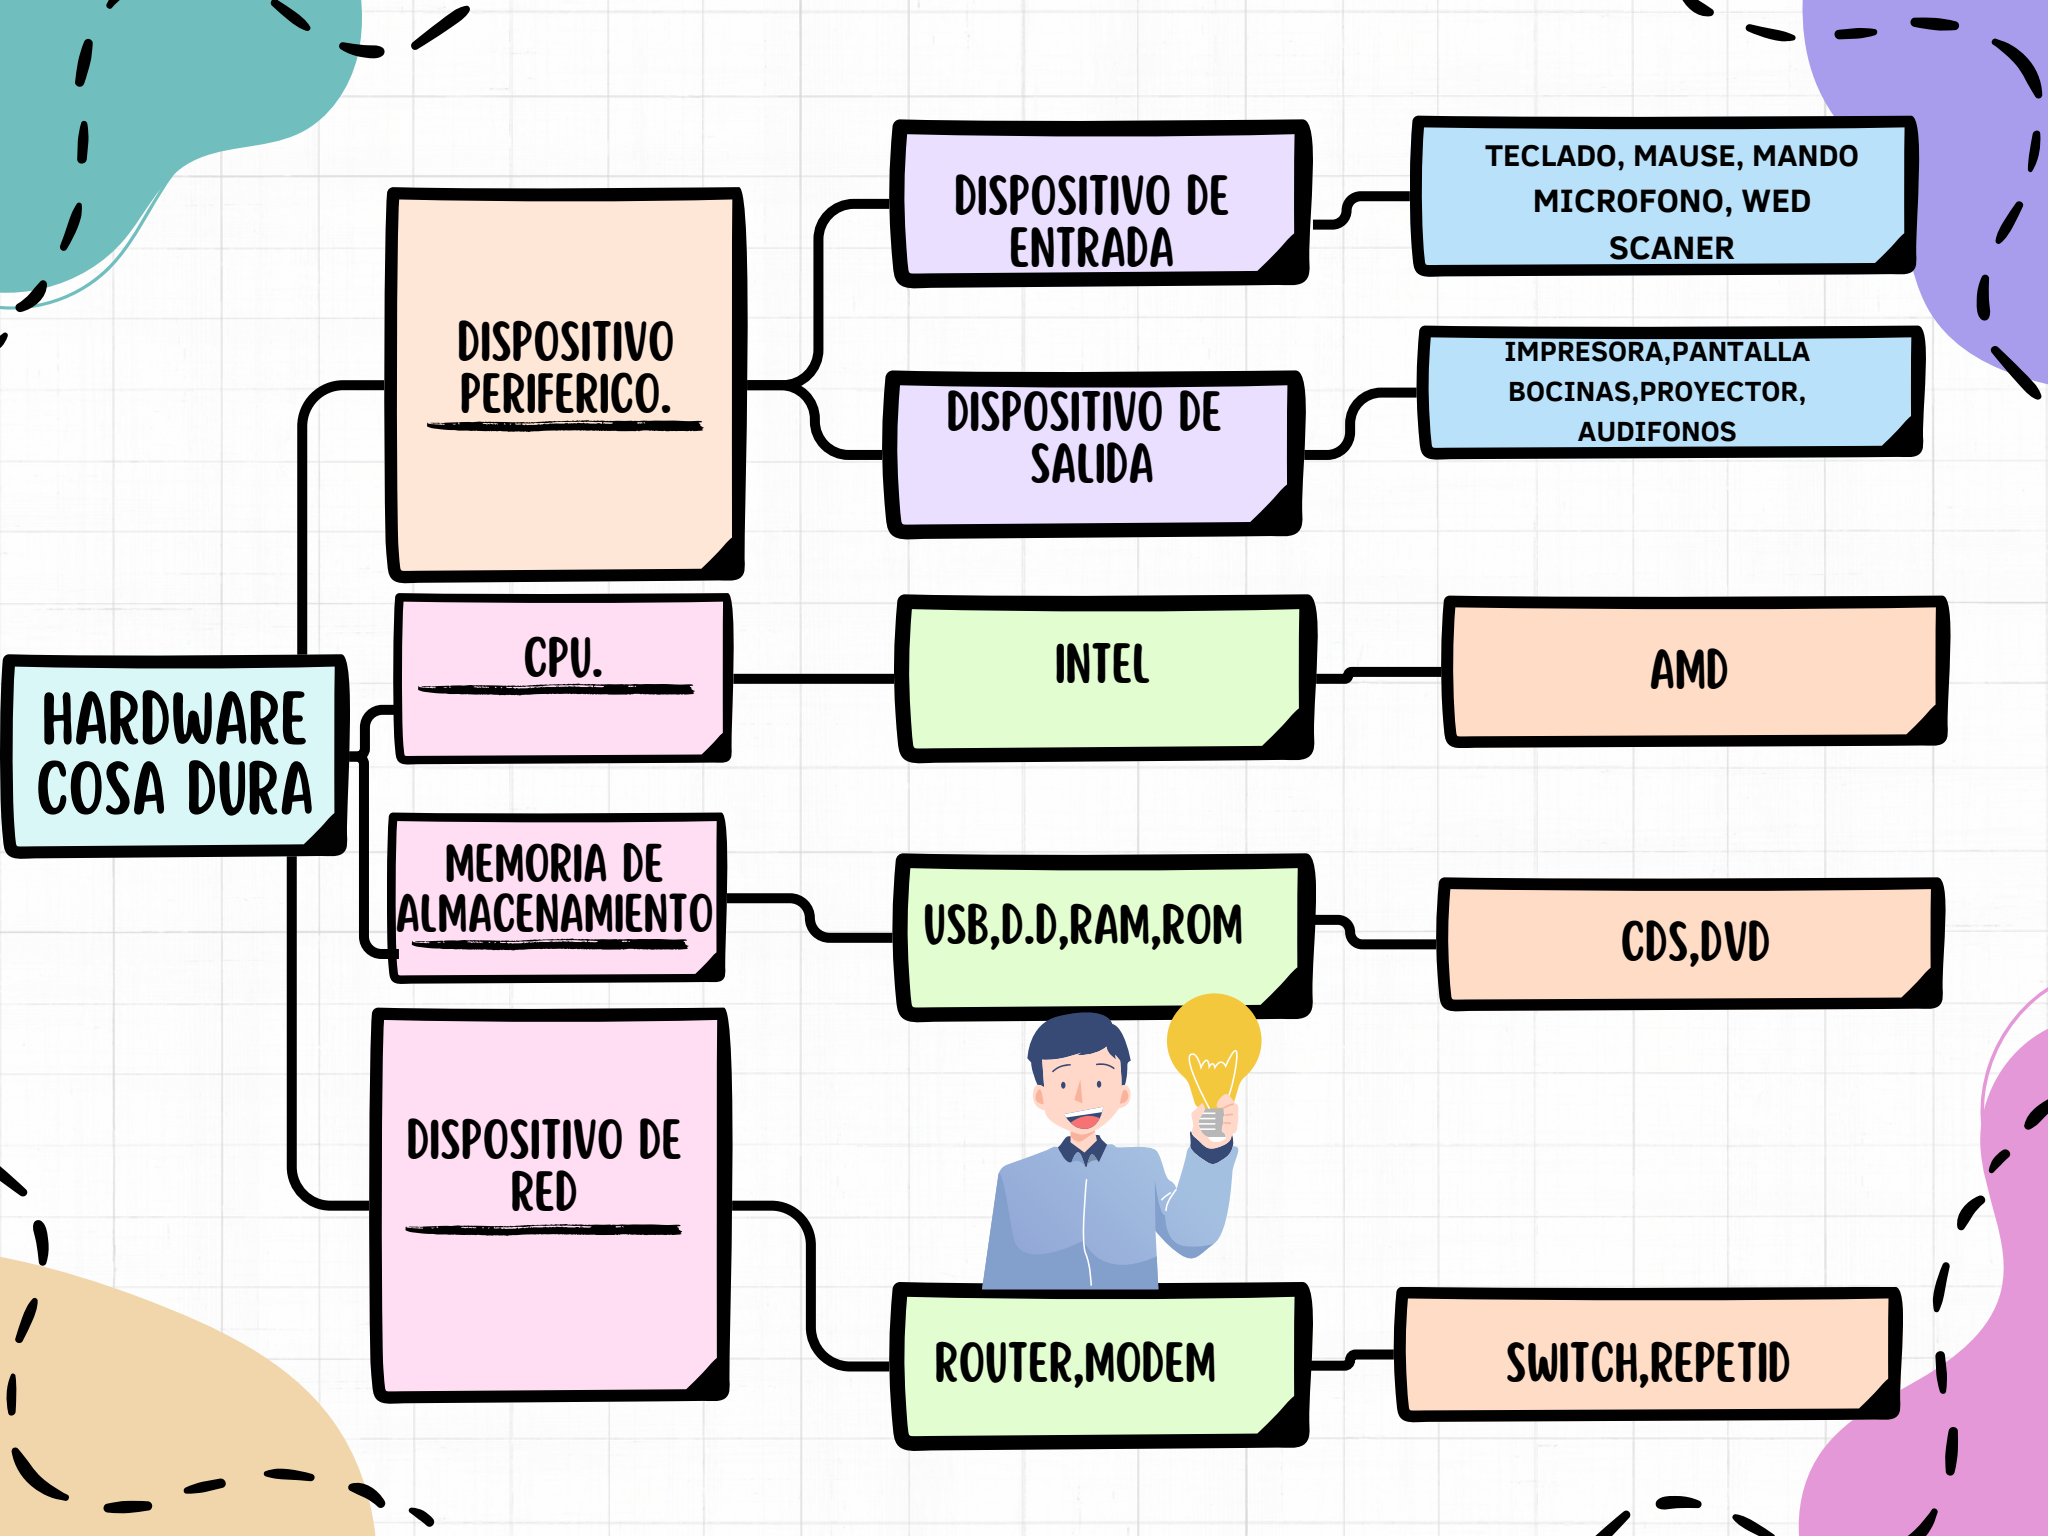 HARDWARE
COSA DURA
DISPOSITIVO
PERIFERICO.
DISPOSITIVO DE
ENTRADA
TECLADO, MAUSE, MANDO
MICROFONO, WED
SCANER
DISPOSITIVO DE
SALIDA
IMPRESORA,PANTALLA
BOCINAS,PROYECTOR,
AUDIFONOS
CPU.
INTEL
AMD
MEMORIA DE
ALMACENAMIENTO
USB,D.D,RAM,ROM
CDS,DVD
DISPOSITIVO DE
RED
ROUTER,MODEM
SWITCH,REPETID